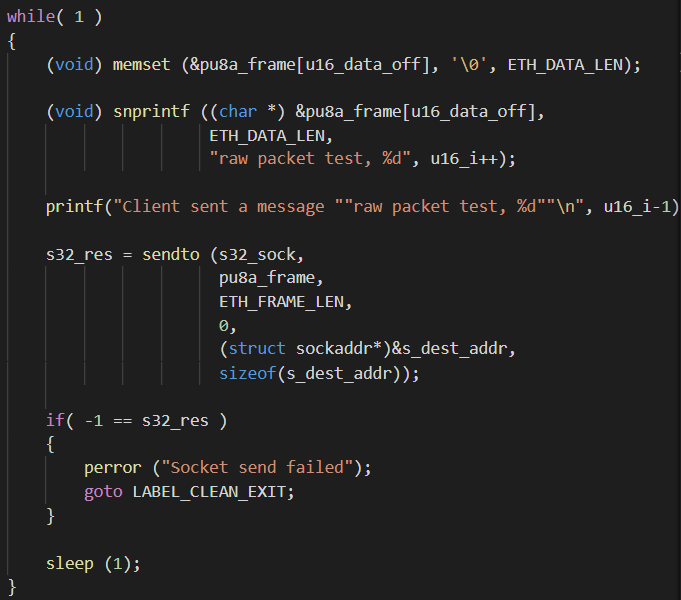 while( 1 )
{
(void) memset (&pu8a_frame[u16_data_off], '\0', ETH_DATA_LEN);
(void) snprintf ((char *) &pu8a_frame[u16_data_off],
ETH_DATA_LEN,
"raw packet test, %d", u16_i++);
printf("Client sent a message ""raw packet test, %d""\n", u16_i-1)
s32_res = sendto (s32_sock,
pu8a_frame,
ETH_FRAME_LEN,
0,
(struct sockaddr*)&s_dest_addr,
sizeof(s_dest_addr));
if( -1 == s32_res )
{
perror ("Socket send failed");
goto LABEL_CLEAN_EXIT;
}
sleep (1);
}